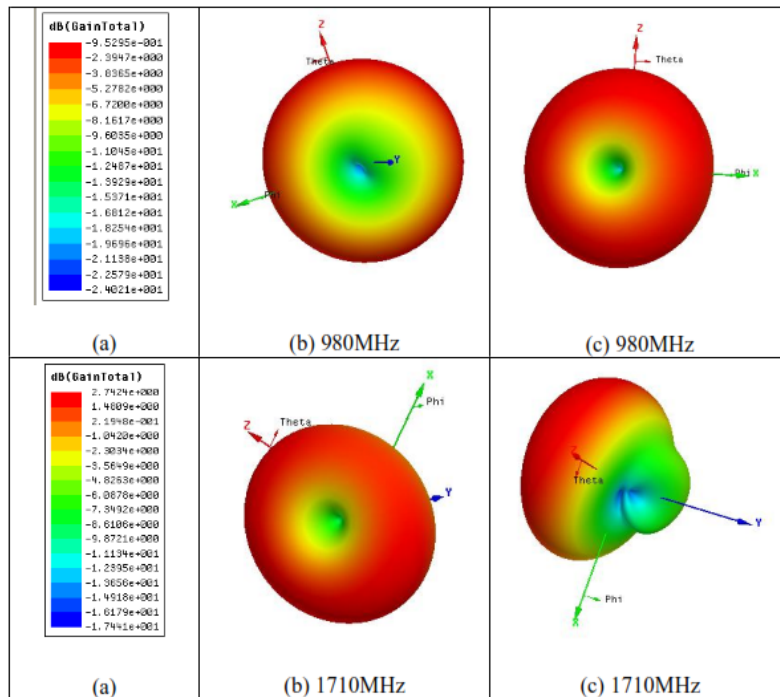 dB(GainTotal)
-9.5295e-001
-2.3947e+000
-3.8365e+000
-5.2782e+000
-6.7200e+000
-8.1617e+000
-9.6035e+000
-1.1045e+001
-1.2487e+001
-1.3929e+001
-1.5371e+001
-1.6812e+001
-1.8254e+001
-1.9696e+001
-2.1138e+001
-2.2579e+001
-2.4021e+001
(a)
Z
Theta
Y
Phi
X
(b) 980MHz
Z
Theta
Phi
X
(c) 980MHz
dB(GainTotal)
2.7424e+000
1.4809e+000
2.1948e-001
-1.0420e+000
-2.3034e+000
-3.5649e+000
-4.8263e+000
-6.0878e+000
-7.3492e+000
-8.6106e+000
-9.8721e+000
-1.1134e+001
-1.2395e+001
-1.3656e+001
-1.4918e+001
-1.6179e+001
-1.7441e+001
(a)
X
Phi
Z
Theta
Y
(b) 1710MHz
Theta
Y
Phi
X
(c) 1710MHz